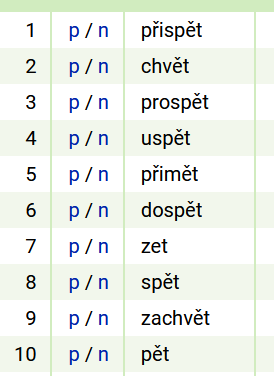 1 p / n přispět
2 p / n chvět
3 p / n prospět
4 p / n uspět
5 p / n přimět
6 p / n dospět
7 p / n zet
8 p / n spět
9 p / n zachvět
10 p / n pět